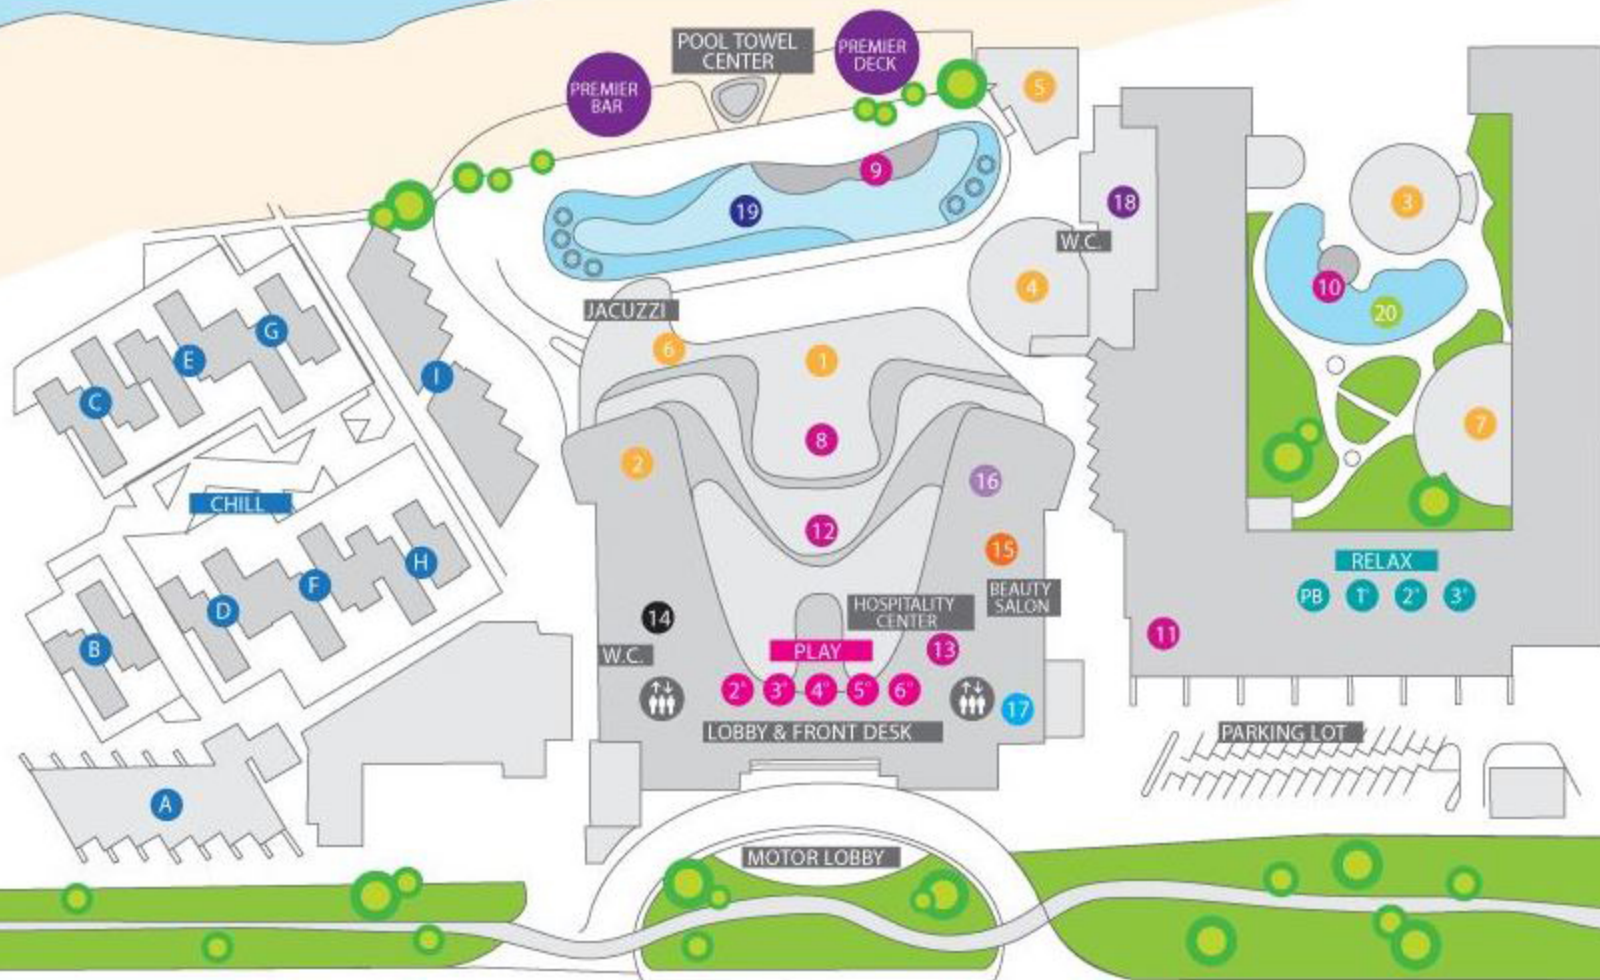 POOL TOWEL
CENTER
PREMIER
DECK
PREMIER
BAR
5
9
19
18
3
W.C.
4
10
20
JACUZZI
6
1
G
E
C
I
8
7
2
16
CHILL
12
15
H
F
D
B
RELAX
PB 1° 2° 3°
BEAUTY
SALON
HOSPITALITY
CENTER
14
W.C.
PLAY
13
11
2° 3° 4° 5° 6°
17
LOBBY & FRONT DESK
PARKING LOT
A
MOTOR LOBBY